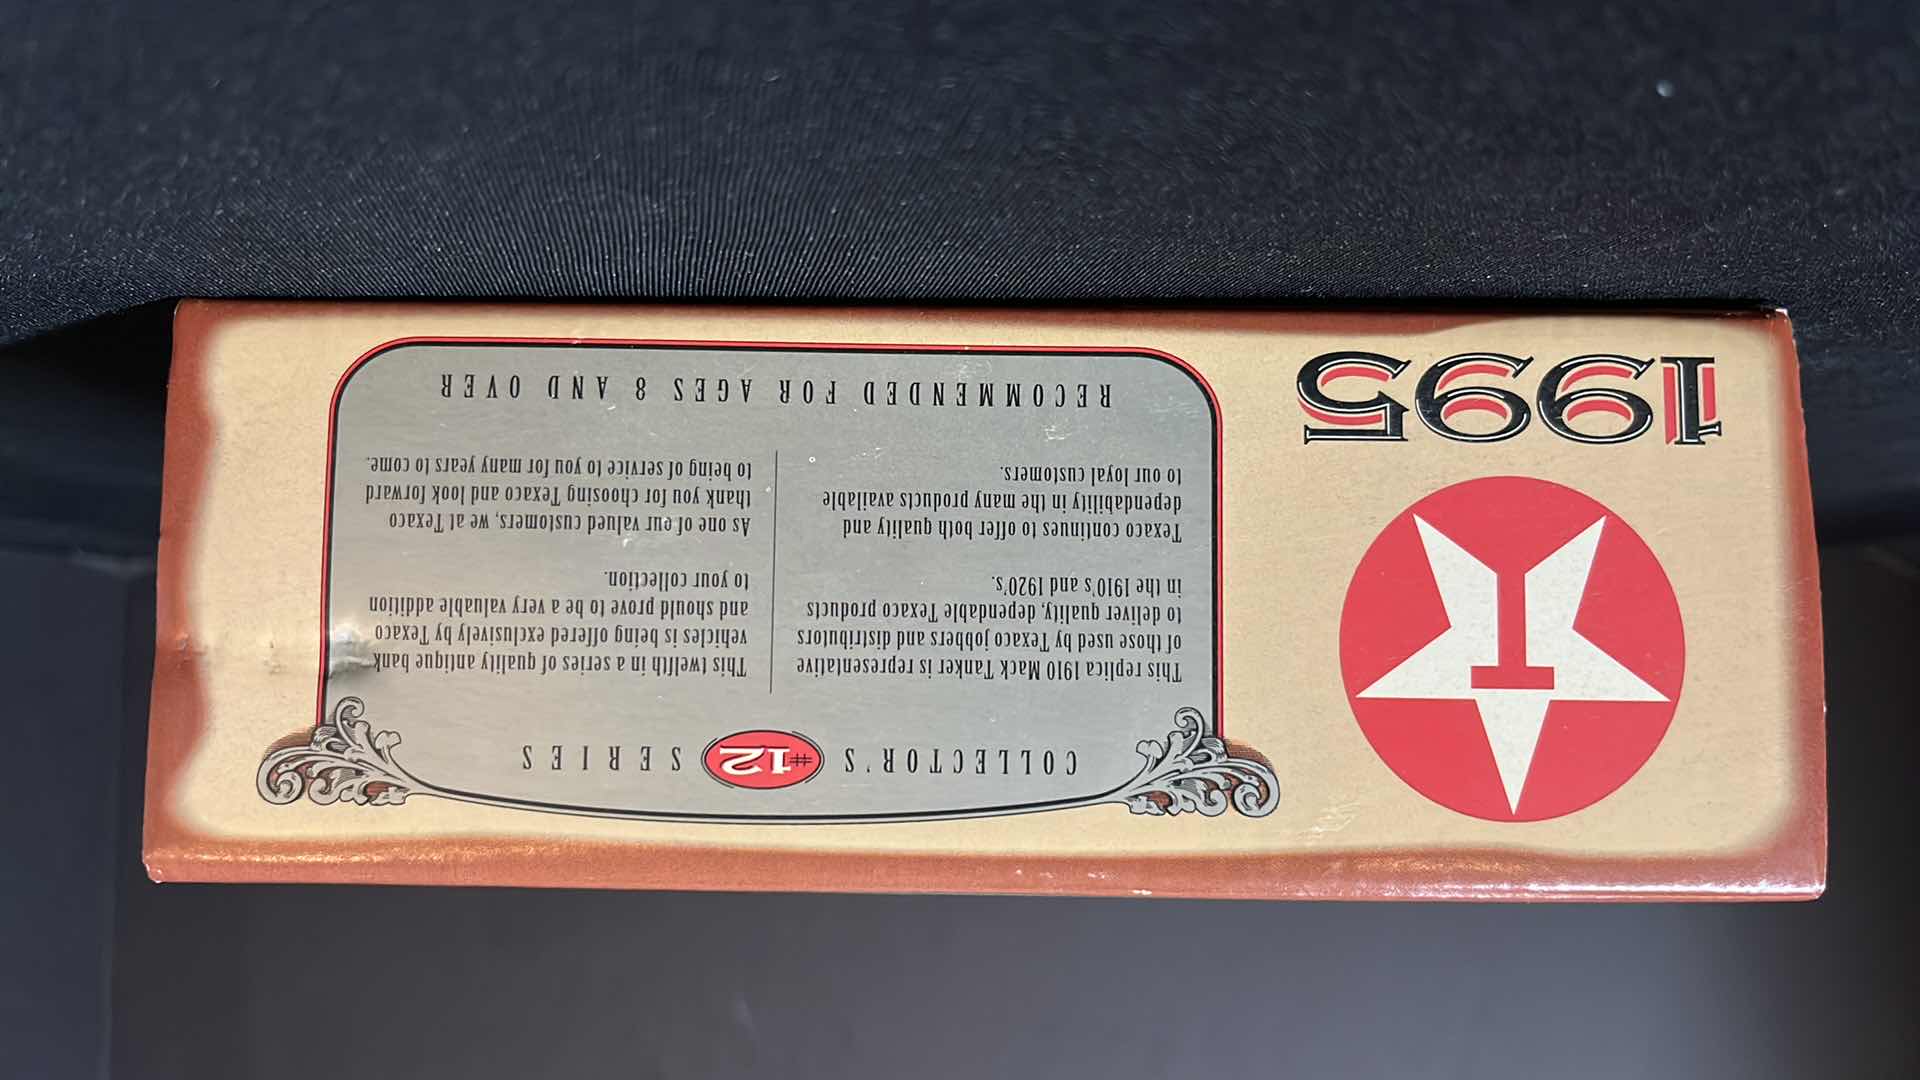 1995
T
COLLECTOR'S #12 SERIES
This replica 1910 Mack Tanker is representative
of those used by Texaco jobbers and distributors
to deliver quality, dependable Texaco products
in the 1910's and 1920's.
Texaco continues to offer both quality and
dependability in the many products available
to our loyal customers.
This twelfth in a series of quality antique bank
vehicles is being offered exclusively by Texaco
and should prove to be a very valuable addition
to your collection.
As one of our valued customers, we at Texaco
thank you for choosing Texaco and look forward
to being of service to you for many years to come.
RECOMMENDED FOR AGES 8 AND OVER